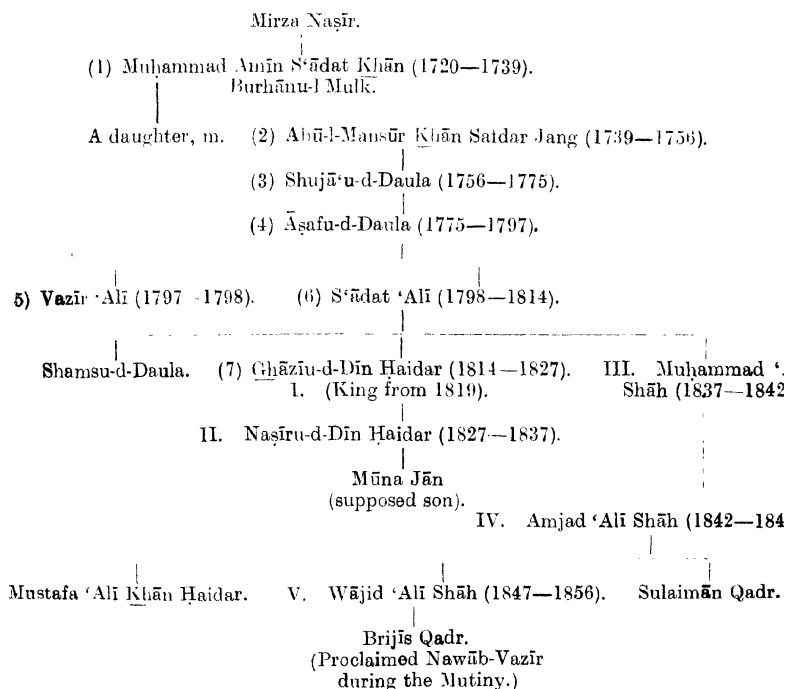 Mirza Naṣīr.
(1) Muḥammad Amīn S‘ādat Khān (1720—1739).
Burhānu-l Mulk.
A daughter, m. (2) Abū-l-Mansūr Khān Safdar Jang (1739—1756).
(3) Shujā‘u-d-Daula (1756—1775).
(4) Āṣafu-d-Daula (1775—1797).
5) Vazīr ‘Alī (1797 -1798). (6) S‘ādat ‘Alī (1798—1814).
Shamsu-d-Daula. (7) Ghāzīu-d-Dīn Ḥaidar (1814—1827). III. Muḥammad ‘.
I. (King from 1819). Shāh (1837—1842
II. Naṣīru-d-Dīn Ḥaidar (1827—1837).
Mūna Jān
(supposed son).
IV. Amjad ‘Alī Shāh (1842—184
Mustafa ‘Alī Khān Ḥaidar. V. Wājid ‘Alī Shāh (1847—1856). Sulaimān Qadr.
Brijīs Qadr.
(Proclaimed Nawāb-Vazīr
during the Mutiny.)